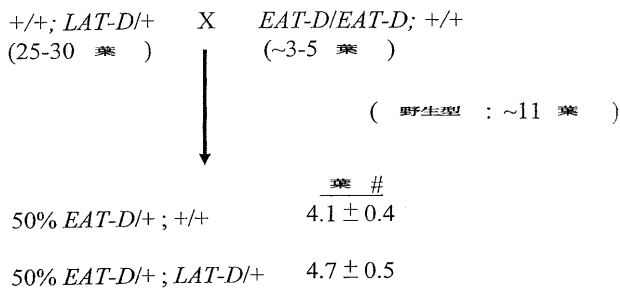 +/+; LAT-D/+ X EAT-D/EAT-D; +/+
(25-30 葉 ) (~3-5 葉 )
( 野生型 : ~11 葉 )
葉 #
50% EAT-D/+ ; +/+ 4.1 ± 0.4
50% EAT-D/+ ; LAT-D/+ 4.7 ± 0.5